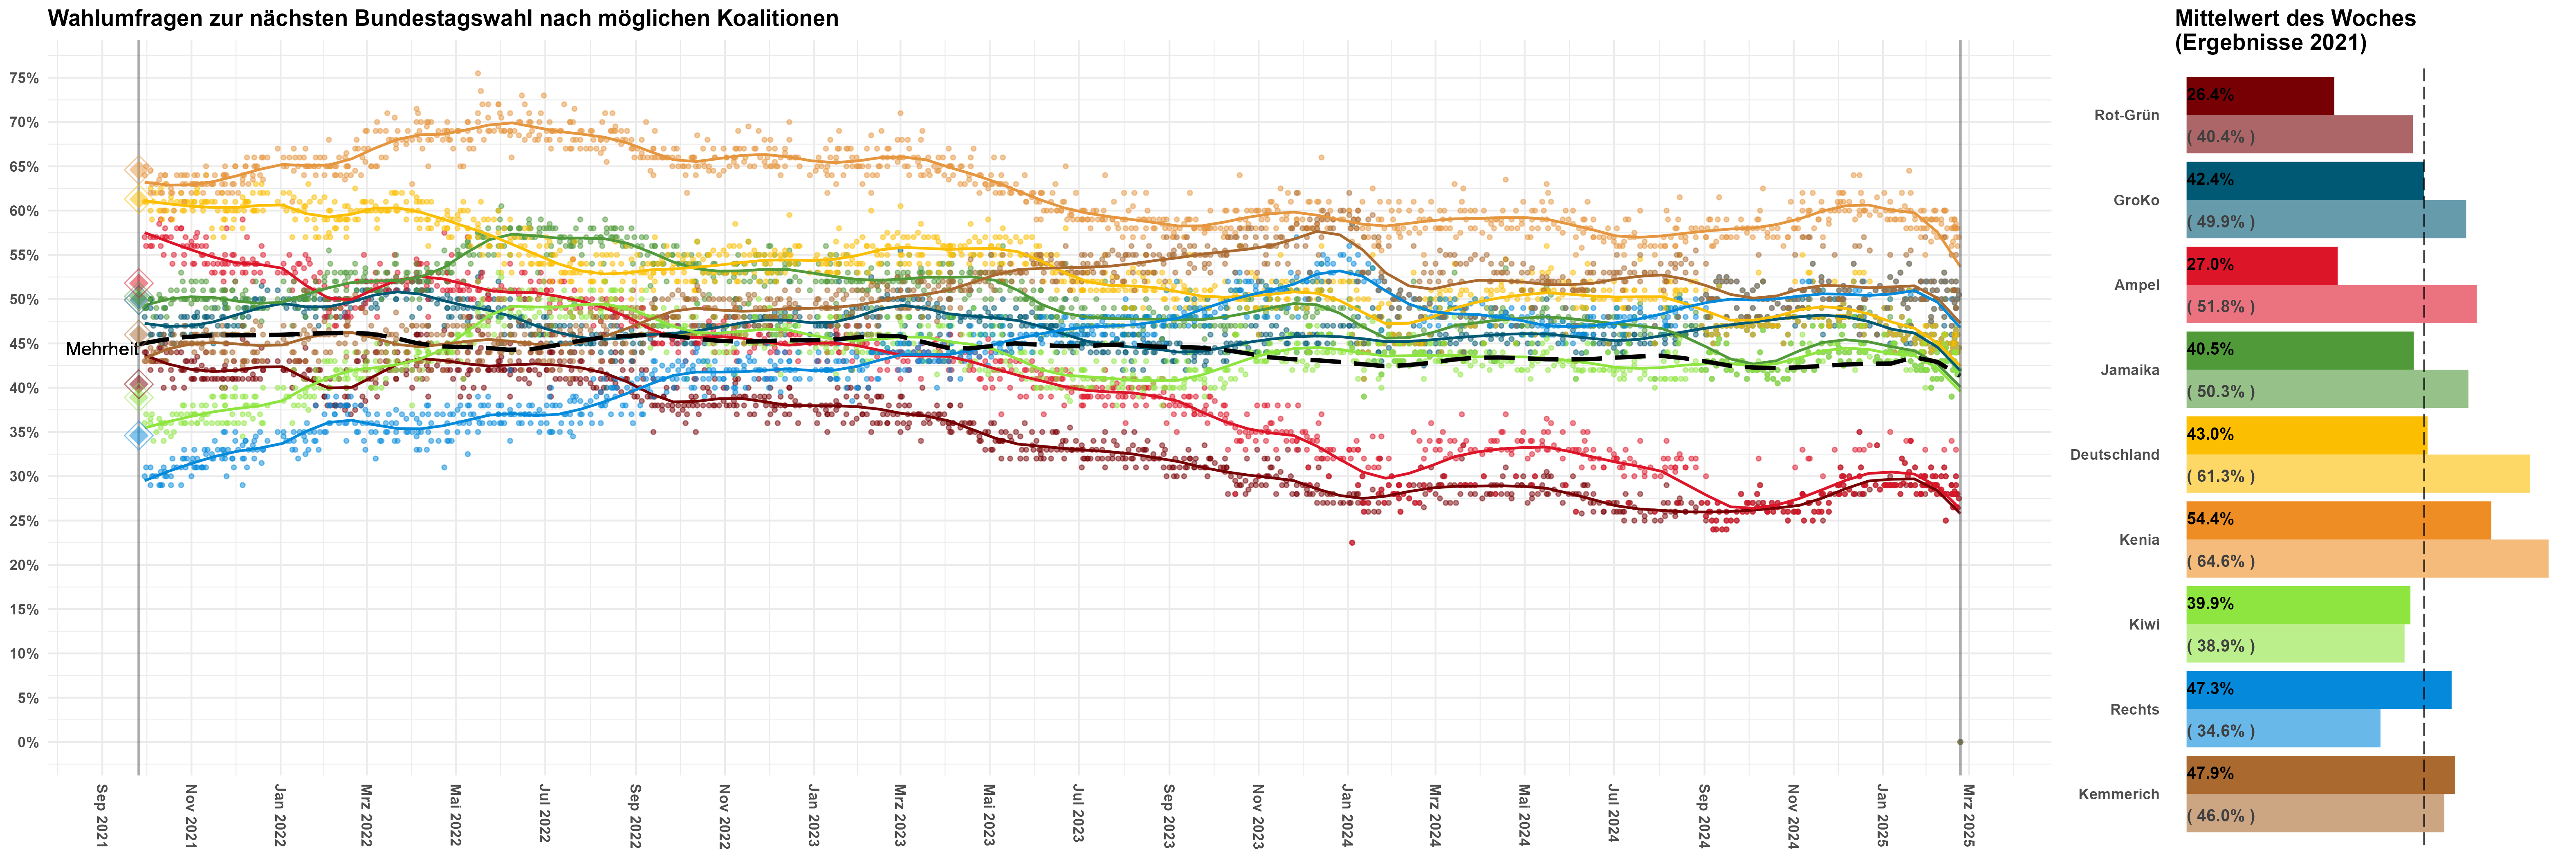 Wahlumfragen zur nächsten Bundestagswahl nach möglichen Koalitionen
75%
70%
65%
60%
55%
50%
45%
40%
35%
30%
25%
20%
15%
10%
5%
0%
Mehrheit
Sep 2021
Nov 2021
Jan 2022
Mrz 2022
Mai 2022
Jul 2022
Sep 2022
Nov 2022
Jan 2023
Mrz 2023
Mai 2023
Jul 2023
Sep 2023
Nov 2023
Jan 2024
Mrz 2024
Mai 2024
Jul 2024
Sep 2024
Nov 2024
Jan 2025
Mrz 2025
Mittelwert des Woches
(Ergebnisse 2021)
Rot-Grün
26.4%
( 40.4% )
GroKo
42.4%
( 49.9% )
Ampel
27.0%
( 51.8% )
Jamaika
40.5%
( 50.3% )
Deutschland
43.0%
( 61.3% )
Kenia
54.4%
( 64.6% )
Kiwi
39.9%
( 38.9% )
Rechts
47.3%
( 34.6% )
Kemmerich
47.9%
( 46.0% )